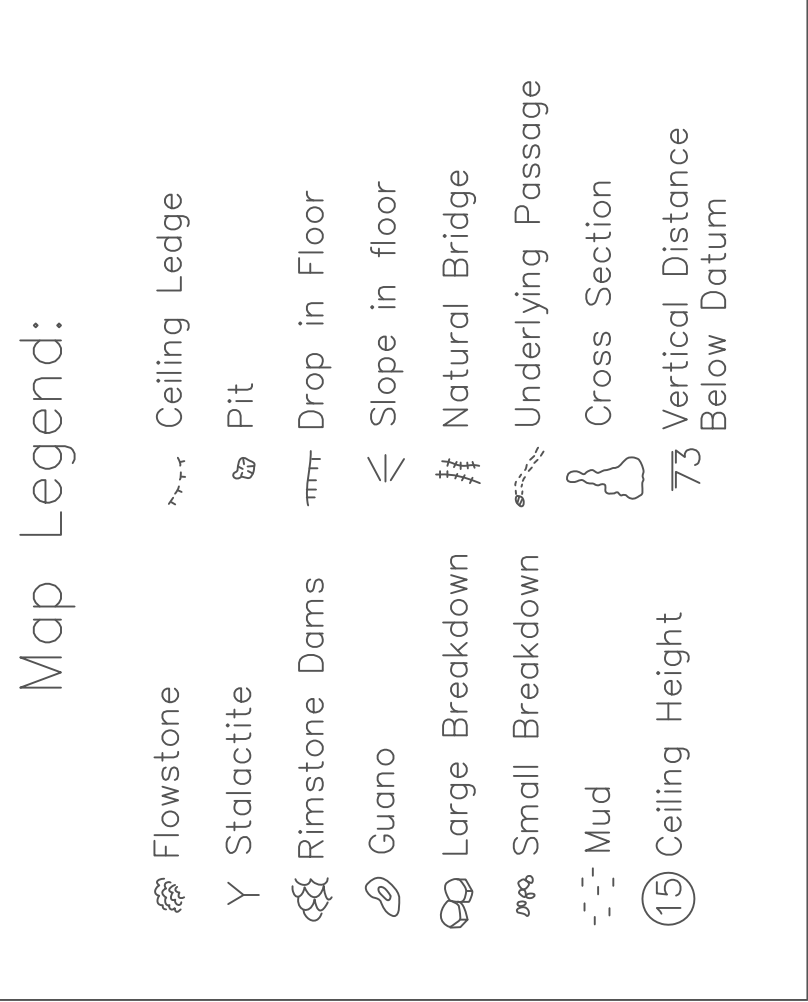 Map Legend:
Flowstone
Stalactite
Rimstone Dams
Guano
Large Breakdown
Small Breakdown
Mud
15 Ceiling Height
Ceiling Ledge
Pit
Drop in Floor
Slope in floor
Natural Bridge
Underlying Passage
Cross Section
73 Vertical Distance
Below Datum